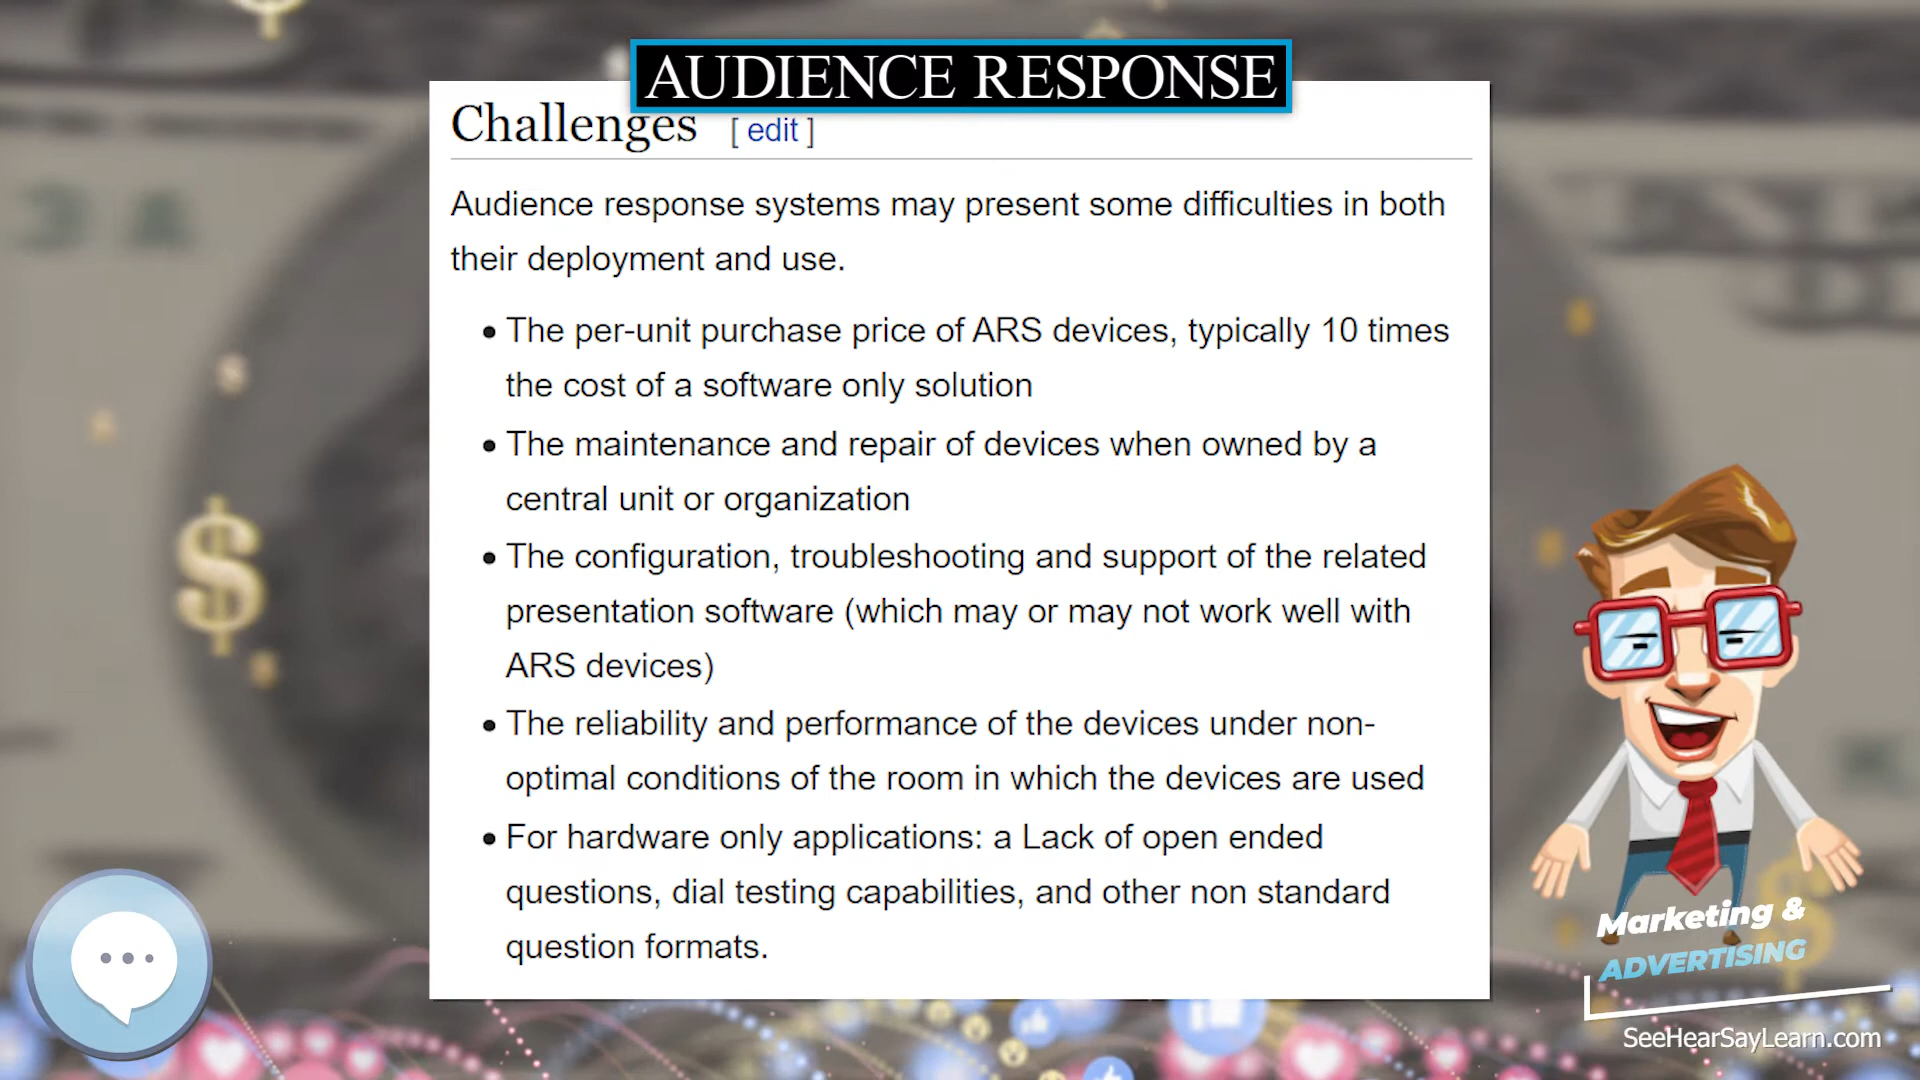 AUDIENCE RESPONSE
Challenges [ edit ]
Audience response systems may present some difficulties in both
their deployment and use.
• The per-unit purchase price of ARS devices, typically 10 times
the cost of a software only solution
• The maintenance and repair of devices when owned by a
central unit or organization
• The configuration, troubleshooting and support of the related
presentation software (which may or may not work well with
ARS devices)
• The reliability and performance of the devices under non-
optimal conditions of the room in which the devices are used
• For hardware only applications: a Lack of open ended
questions, dial testing capabilities, and other non standard
question formats.
Marketing &
ADVERTISING
SeeHearSayLearn.com